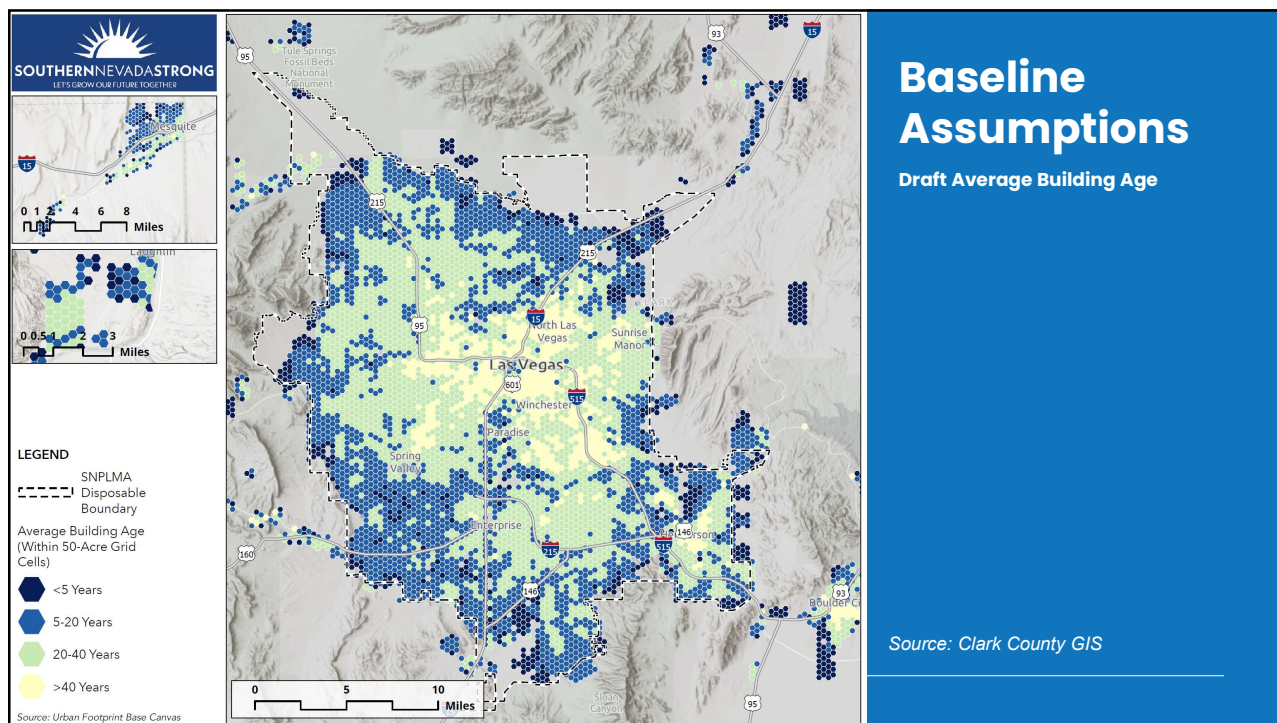 SOUTHERNNEVADASTRONG
LET'S GROW OUR FUTURE TOGETHER
Mesquite
15
0 1 2 4 6 8
Miles
Laughlin
0 0.5 1 2 3
Miles
LEGEND
SNPLMA
Disposable
Boundary
Average Building Age
(Within 50-Acre Grid
Cells)
<5 Years
5-20 Years
20-40 Years
>40 Years
Source: Urban Footprint Base Canvas
95
Tule Springs
Fossil Beds
National
Monument
93
15
215
215
CLARK
95
15
North Las
Vegas
Sunrise
Manor
Las Vegas
601
515
Winchester
Paradise
Spring
Valley
Enterprise
160
215
146
515
146
93
95
Sloan
Canyon
0 5 10
Miles
Baseline
Assumptions
Draft Average Building Age
Source: Clark County GIS